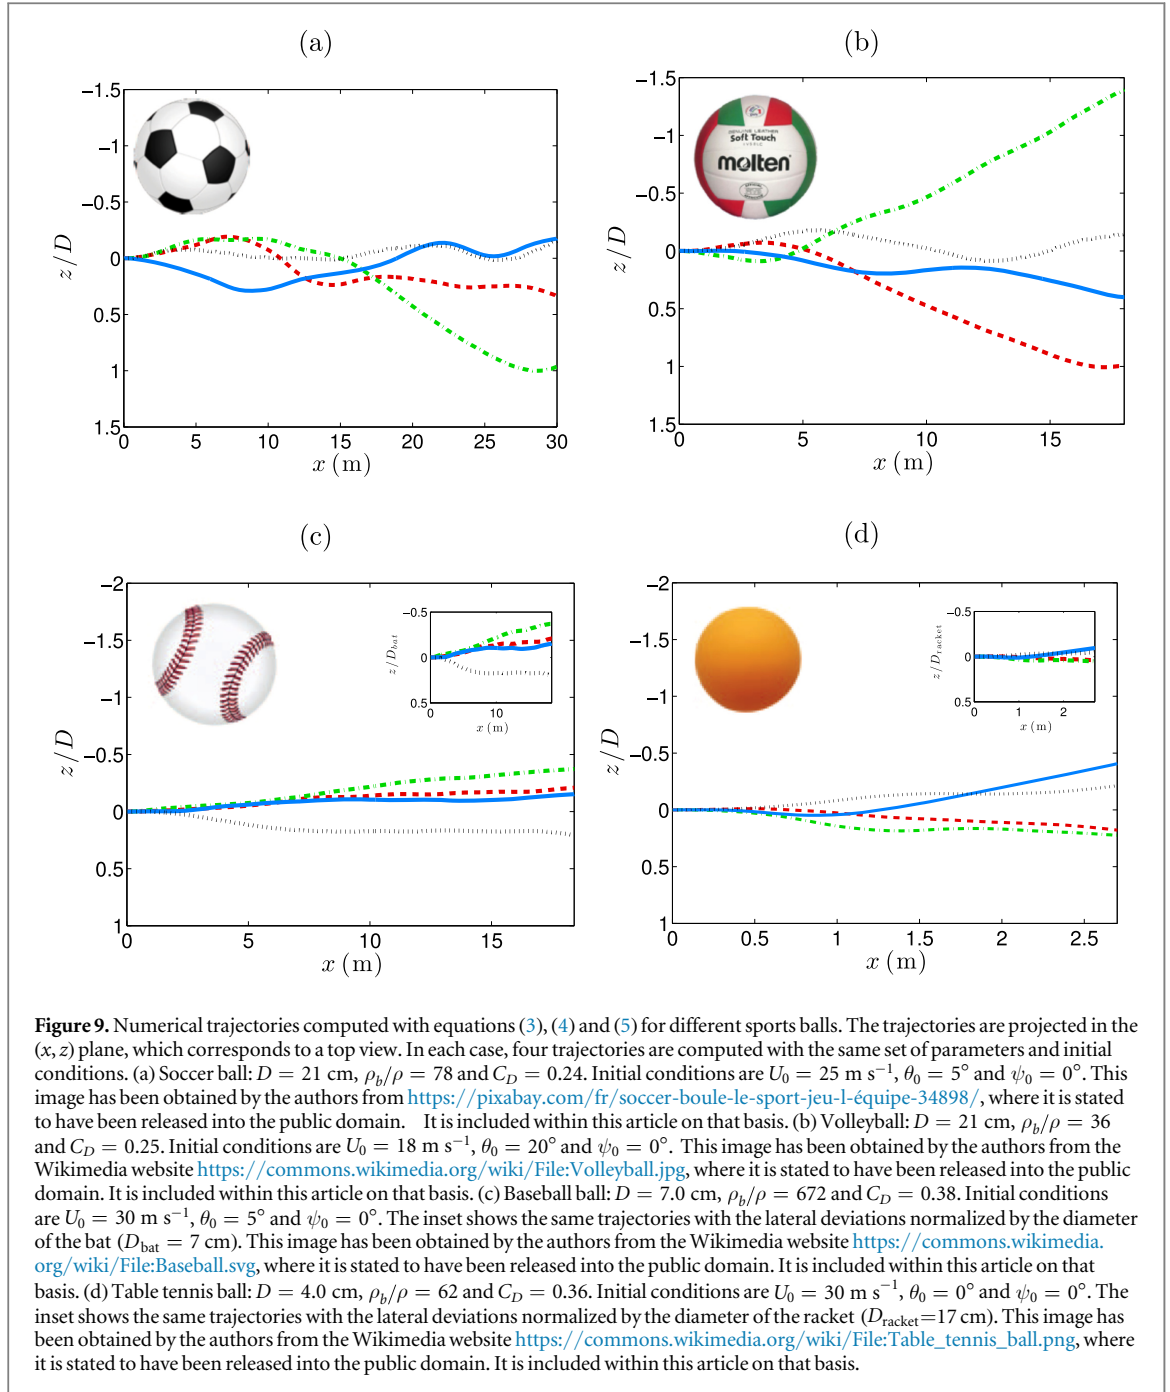 (a)
−1.5
−1
−0.5
0
0.5
1
1.5
z/D
0 5 10 15 20 25 30
x (m)
(b)
−1.5
−1
−0.5
0
0.5
1
1.5
z/D
GENUINE LEATHER
Soft Touch
molten
0 5 10 15
x (m)
(c)
−2
−1.5
−1
−0.5
0
0.5
1
z/D
−0.5
0
0.5
z/D_bat
0 10
x (m)
0 5 10 15
x (m)
(d)
−2
−1.5
−1
−0.5
0
0.5
1
z/D
−0.5
0
0.5
z/D_racket
0 1 2
x (m)
0 0.5 1 1.5 2 2.5
x (m)
Figure 9. Numerical trajectories computed with equations (3), (4) and (5) for different sports balls. The trajectories are projected in the
(x, z) plane, which corresponds to a top view. In each case, four trajectories are computed with the same set of parameters and initial
conditions. (a) Soccer ball: D = 21 cm, ρ_b/ρ = 78 and C_D = 0.24. Initial conditions are U_0 = 25 m s⁻¹, θ_0 = 5° and ψ_0 = 0°. This
image has been obtained by the authors from https://pixabay.com/fr/soccer-boule-le-sport-jeu-l-équipe-34898/, where it is stated
to have been released into the public domain. It is included within this article on that basis. (b) Volleyball: D = 21 cm, ρ_b/ρ = 36
and C_D = 0.25. Initial conditions are U_0 = 18 m s⁻¹, θ_0 = 20° and ψ_0 = 0°. This image has been obtained by the authors from the
Wikimedia website https://commons.wikimedia.org/wiki/File:Volleyball.jpg, where it is stated to have been released into the public
domain. It is included within this article on that basis. (c) Baseball ball: D = 7.0 cm, ρ_b/ρ = 672 and C_D = 0.38. Initial conditions
are U_0 = 30 m s⁻¹, θ_0 = 5° and ψ_0 = 0°. The inset shows the same trajectories with the lateral deviations normalized by the diameter
of the bat (D_bat = 7 cm). This image has been obtained by the authors from the Wikimedia website https://commons.wikimedia.
org/wiki/File:Baseball.svg, where it is stated to have been released into the public domain. It is included within this article on that
basis. (d) Table tennis ball: D = 4.0 cm, ρ_b/ρ = 62 and C_D = 0.36. Initial conditions are U_0 = 30 m s⁻¹, θ_0 = 0° and ψ_0 = 0°. The
inset shows the same trajectories with the lateral deviations normalized by the diameter of the racket (D_racket=17 cm). This image has
been obtained by the authors from the Wikimedia website https://commons.wikimedia.org/wiki/File:Table_tennis_ball.png, where
it is stated to have been released into the public domain. It is included within this article on that basis.